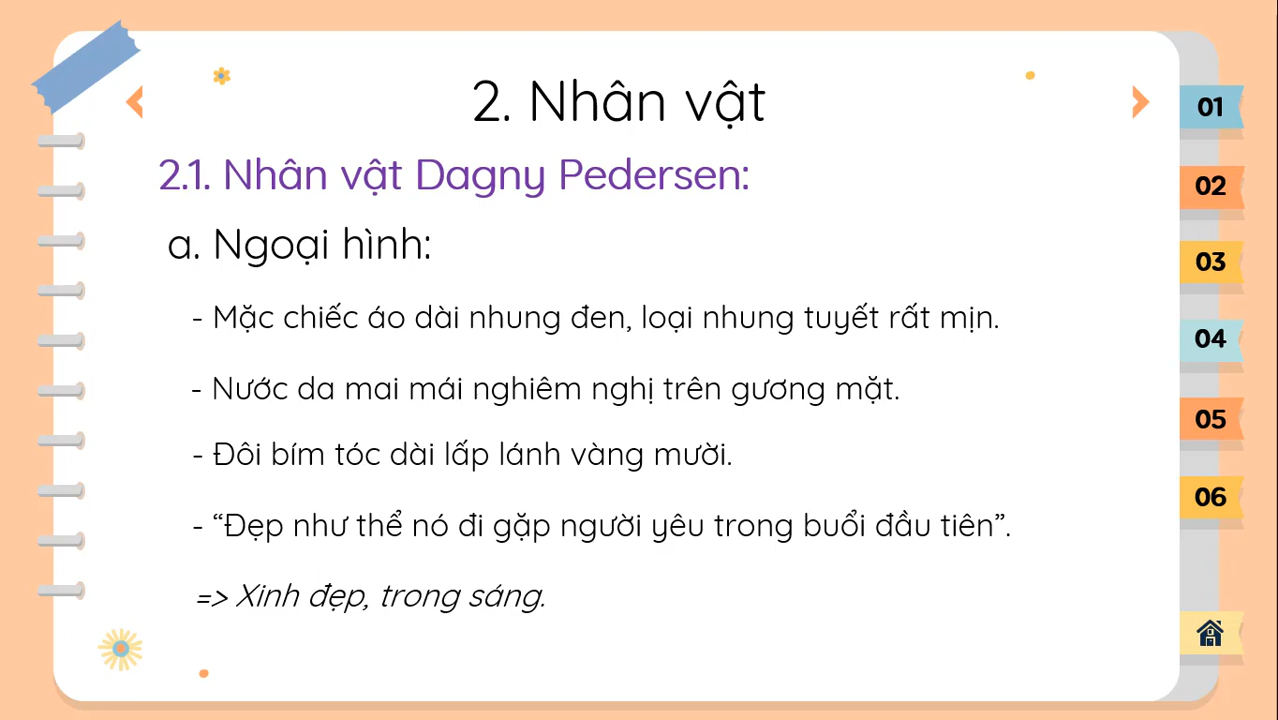 2. Nhân vật
2.1. Nhân vật Dagny Pedersen:
a. Ngoại hình:
- Mặc chiếc áo dài nhung đen, loại nhung tuyết rất mịn.
- Nước da mai mái nghiêm nghị trên gương mặt.
- Đôi bím tóc dài lấp lánh vàng mười.
- “Đẹp như thể nó đi gặp người yêu trong buổi đầu tiên”.
=> Xinh đẹp, trong sáng.
01
02
03
04
05
06